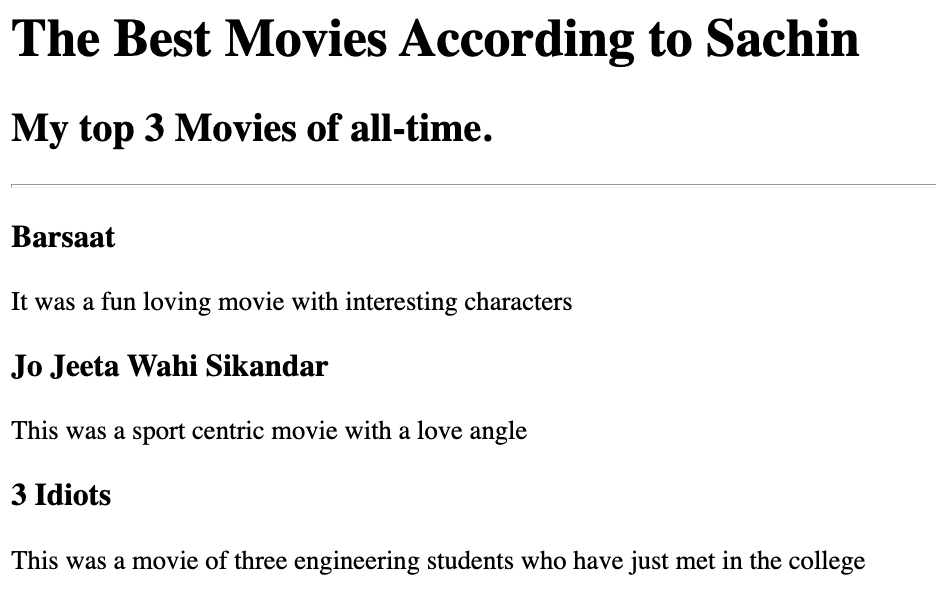 The Best Movies According to Sachin
My top 3 Movies of all-time.
Barsaat
It was a fun loving movie with interesting characters
Jo Jeeta Wahi Sikandar
This was a sport centric movie with a love angle
3 Idiots
This was a movie of three engineering students who have just met in the college